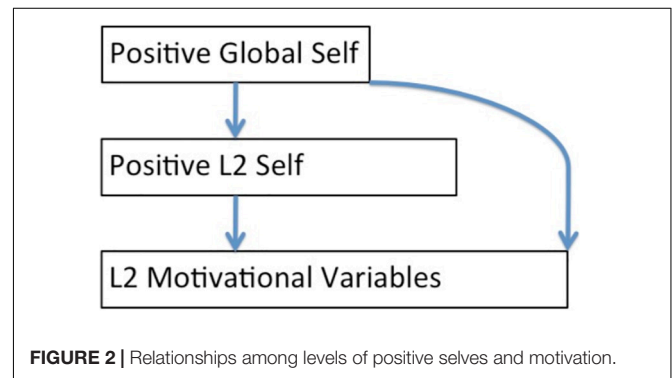 Positive Global Self
Positive L2 Self
L2 Motivational Variables
FIGURE 2 | Relationships among levels of positive selves and motivation.